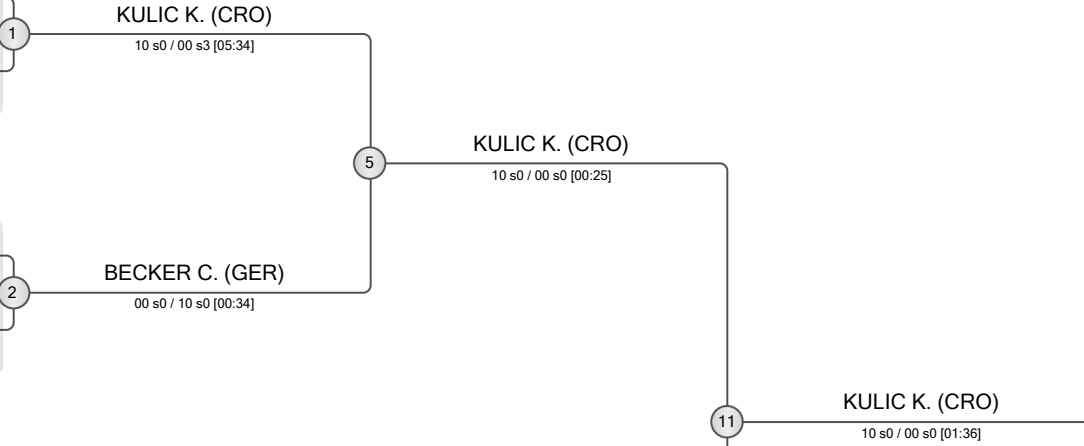 KULIC K. (CRO)
1
10 s0 / 00 s3 [05:34]
KULIC K. (CRO)
5
10 s0 / 00 s0 [00:25]
BECKER C. (GER)
2
00 s0 / 10 s0 [00:34]
KULIC K. (CRO)
11
10 s0 / 00 s0 [01:36]